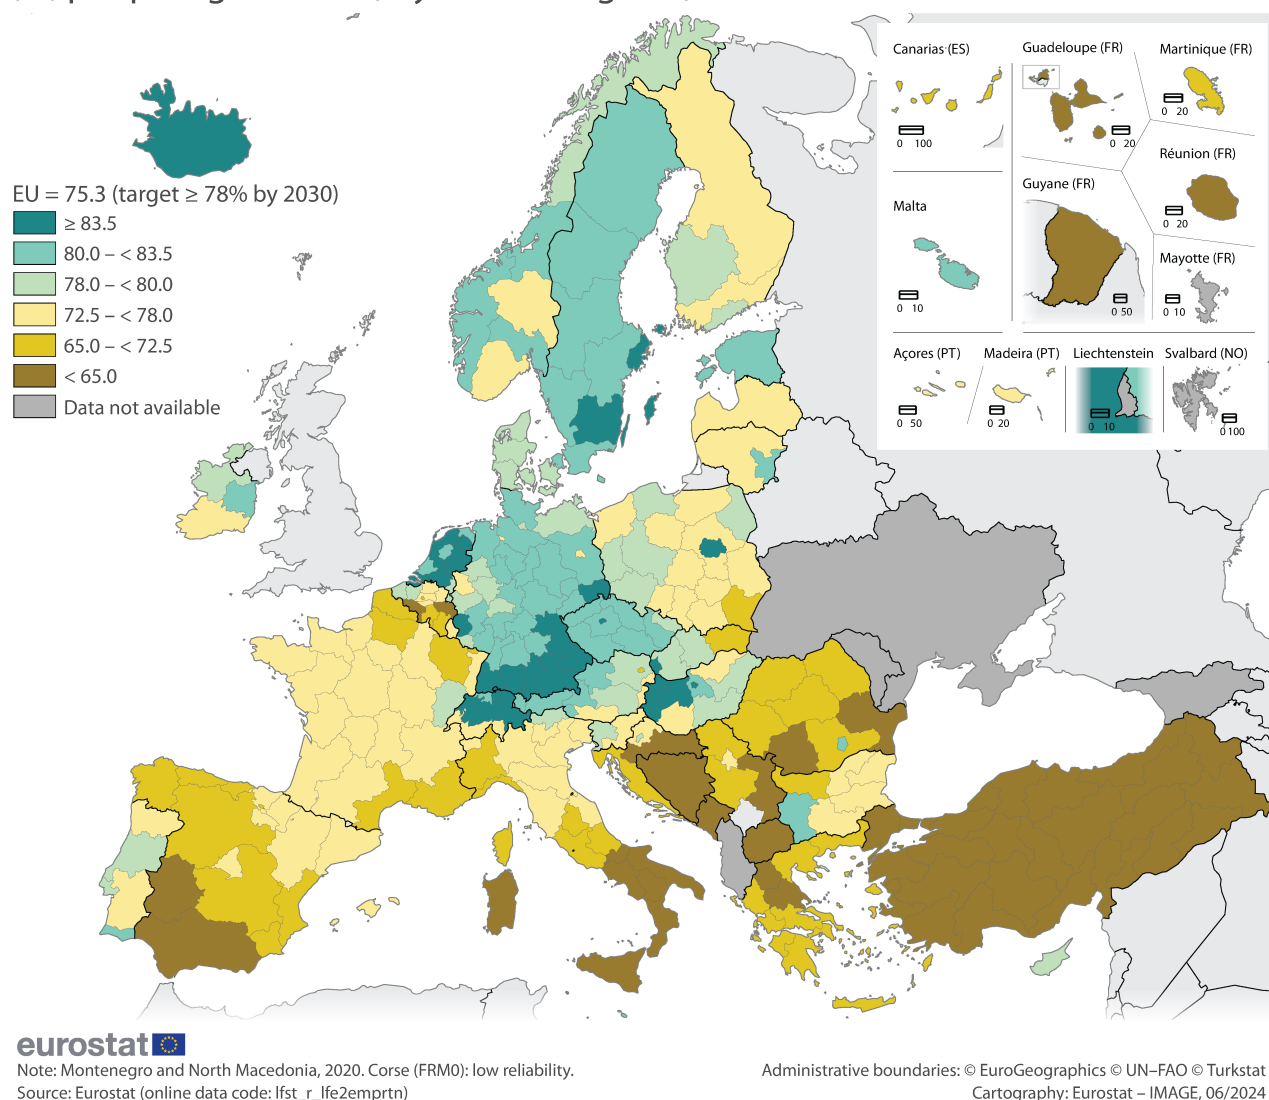 EU = 75.3 (target ≥ 78% by 2030)
≥ 83.5
80.0 – < 83.5
78.0 – < 80.0
72.5 – < 78.0
65.0 – < 72.5
< 65.0
Data not available
Canarias (ES)
0 100
Guadeloupe (FR)
0 20
Martinique (FR)
0 20
Réunion (FR)
0 20
Guyane (FR)
0 50
Malta
0 10
Mayotte (FR)
0 10
Açores (PT)
0 50
Madeira (PT)
0 20
Liechtenstein
0 10
Svalbard (NO)
0 100
eurostat
Note: Montenegro and North Macedonia, 2020. Corse (FRM0): low reliability.
Source: Eurostat (online data code: lfst_r_lfe2emprtn)
Administrative boundaries: © EuroGeographics © UN–FAO © Turkstat
Cartography: Eurostat – IMAGE, 06/2024